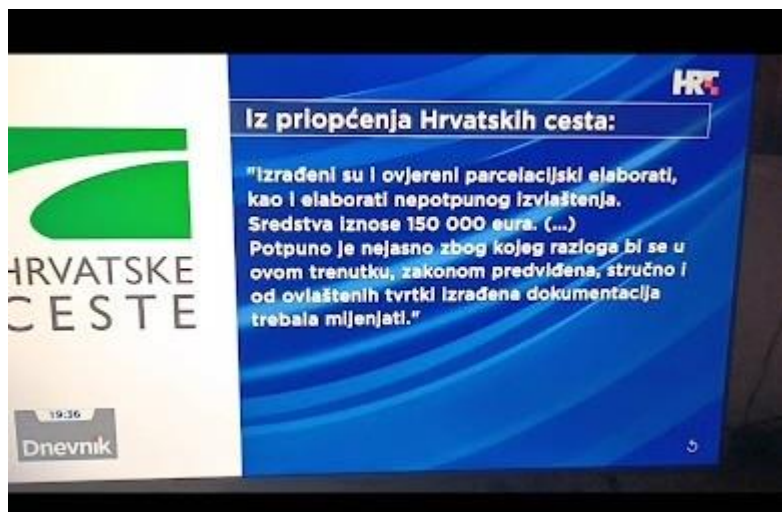 HRT
Iz priopćenja Hrvatskih cesta:
"Izrađeni su i ovjereni parcelacijski elaborati,
kao i elaborati nepotpunog izvlaštenja.
Sredstva iznose 150 000 eura. (...)
Potpuno je nejasno zbog kojeg razloga bi se u
ovom trenutku, zakonom predviđena, stručno i
od ovlaštenih tvrtki izrađena dokumentacija
trebala mijenjati."
HRVATSKE
CESTE
19:36
Dnevnik